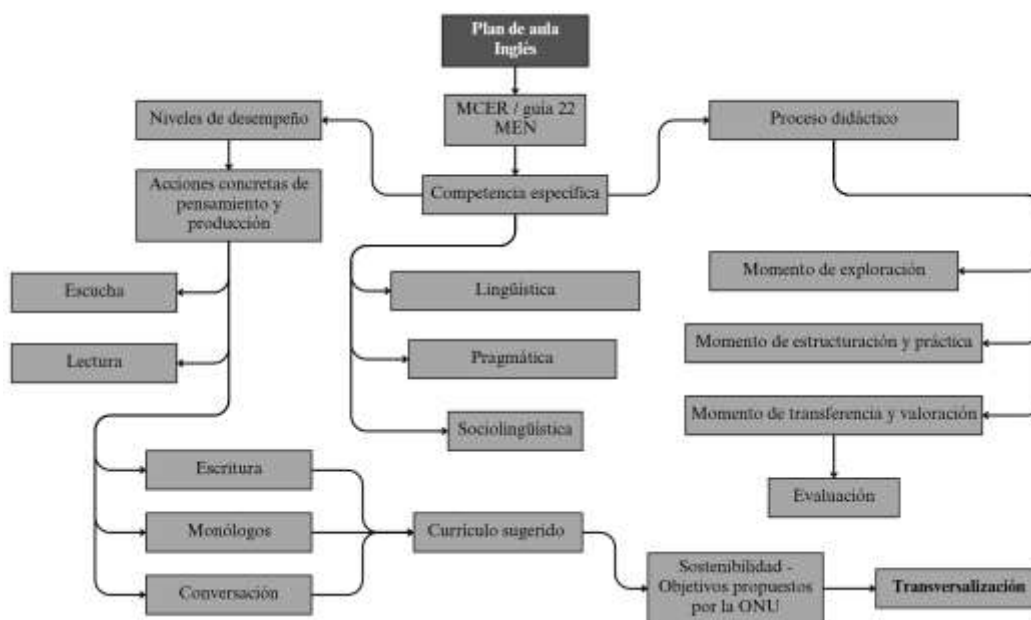 Plan de aula
Inglés
MCER / guía 22
MEN
Niveles de desempeño
Proceso didáctico
Acciones concretas de
pensamiento y
producción
Competencia específica
Escucha
Lectura
Lingüística
Pragmática
Sociolingüística
Momento de exploración
Momento de estructuración y práctica
Momento de transferencia y valoración
Evaluación
Escritura
Monólogos
Conversación
Currículo sugerido
Sostenibilidad -
Objetivos propuestos
por la ONU
Transversalización